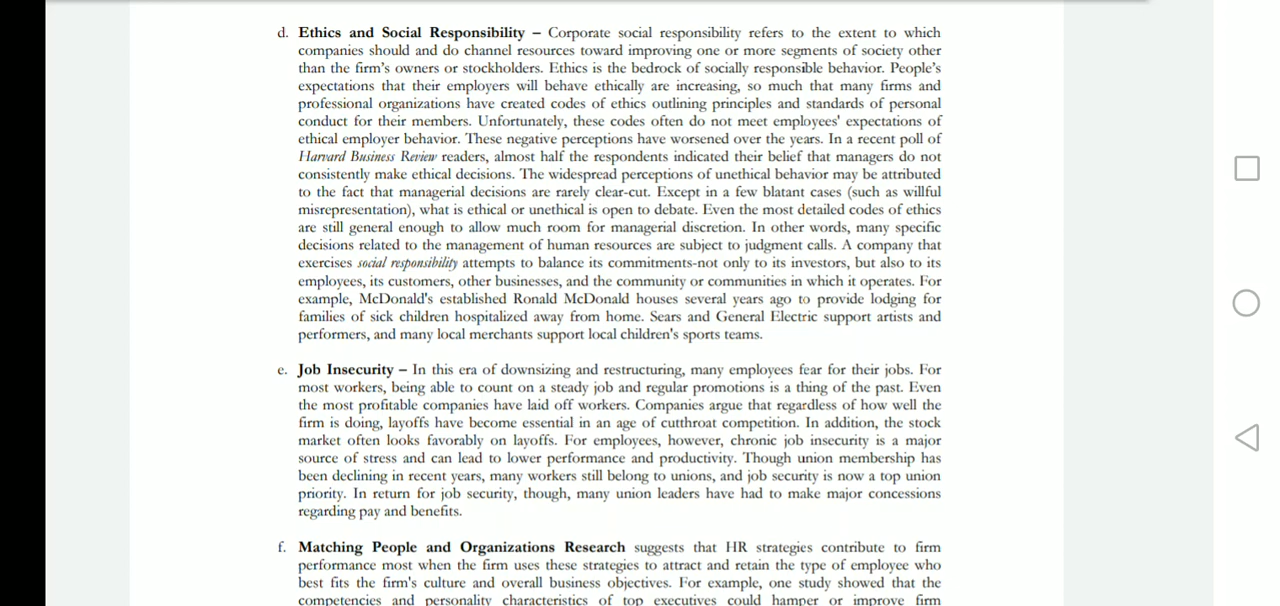 d. Ethics and Social Responsibility – Corporate social responsibility refers to the extent to which
companies should and do channel resources toward improving one or more segments of society other
than the firm's owners or stockholders. Ethics is the bedrock of socially responsible behavior. People's
expectations that their employers will behave ethically are increasing, so much that many firms and
professional organizations have created codes of ethics outlining principles and standards of personal
conduct for their members. Unfortunately, these codes often do not meet employees' expectations of
ethical employer behavior. These negative perceptions have worsened over the years. In a recent poll of
Harvard Business Review readers, almost half the respondents indicated their belief that managers do not
consistently make ethical decisions. The widespread perceptions of unethical behavior may be attributed
to the fact that managerial decisions are rarely clear-cut. Except in a few blatant cases (such as willful
misrepresentation), what is ethical or unethical is open to debate. Even the most detailed codes of ethics
are still general enough to allow much room for managerial discretion. In other words, many specific
decisions related to the management of human resources are subject to judgment calls. A company that
exercises social responsibility attempts to balance its commitments-not only to its investors, but also to its
employees, its customers, other businesses, and the community or communities in which it operates. For
example, McDonald's established Ronald McDonald houses several years ago to provide lodging for
families of sick children hospitalized away from home. Sears and General Electric support artists and
performers, and many local merchants support local children's sports teams.
e. Job Insecurity – In this era of downsizing and restructuring, many employees fear for their jobs. For
most workers, being able to count on a steady job and regular promotions is a thing of the past. Even
the most profitable companies have laid off workers. Companies argue that regardless of how well the
firm is doing, layoffs have become essential in an age of cutthroat competition. In addition, the stock
market often looks favorably on layoffs. For employees, however, chronic job insecurity is a major
source of stress and can lead to lower performance and productivity. Though union membership has
been declining in recent years, many workers still belong to unions, and job security is now a top union
priority. In return for job security, though, many union leaders have had to make major concessions
regarding pay and benefits.
f. Matching People and Organizations Research suggests that HR strategies contribute to firm
performance most when the firm uses these strategies to attract and retain the type of employee who
best fits the firm's culture and overall business objectives. For example, one study showed that the
competencies and personality characteristics of top executives could hamper or improve firm